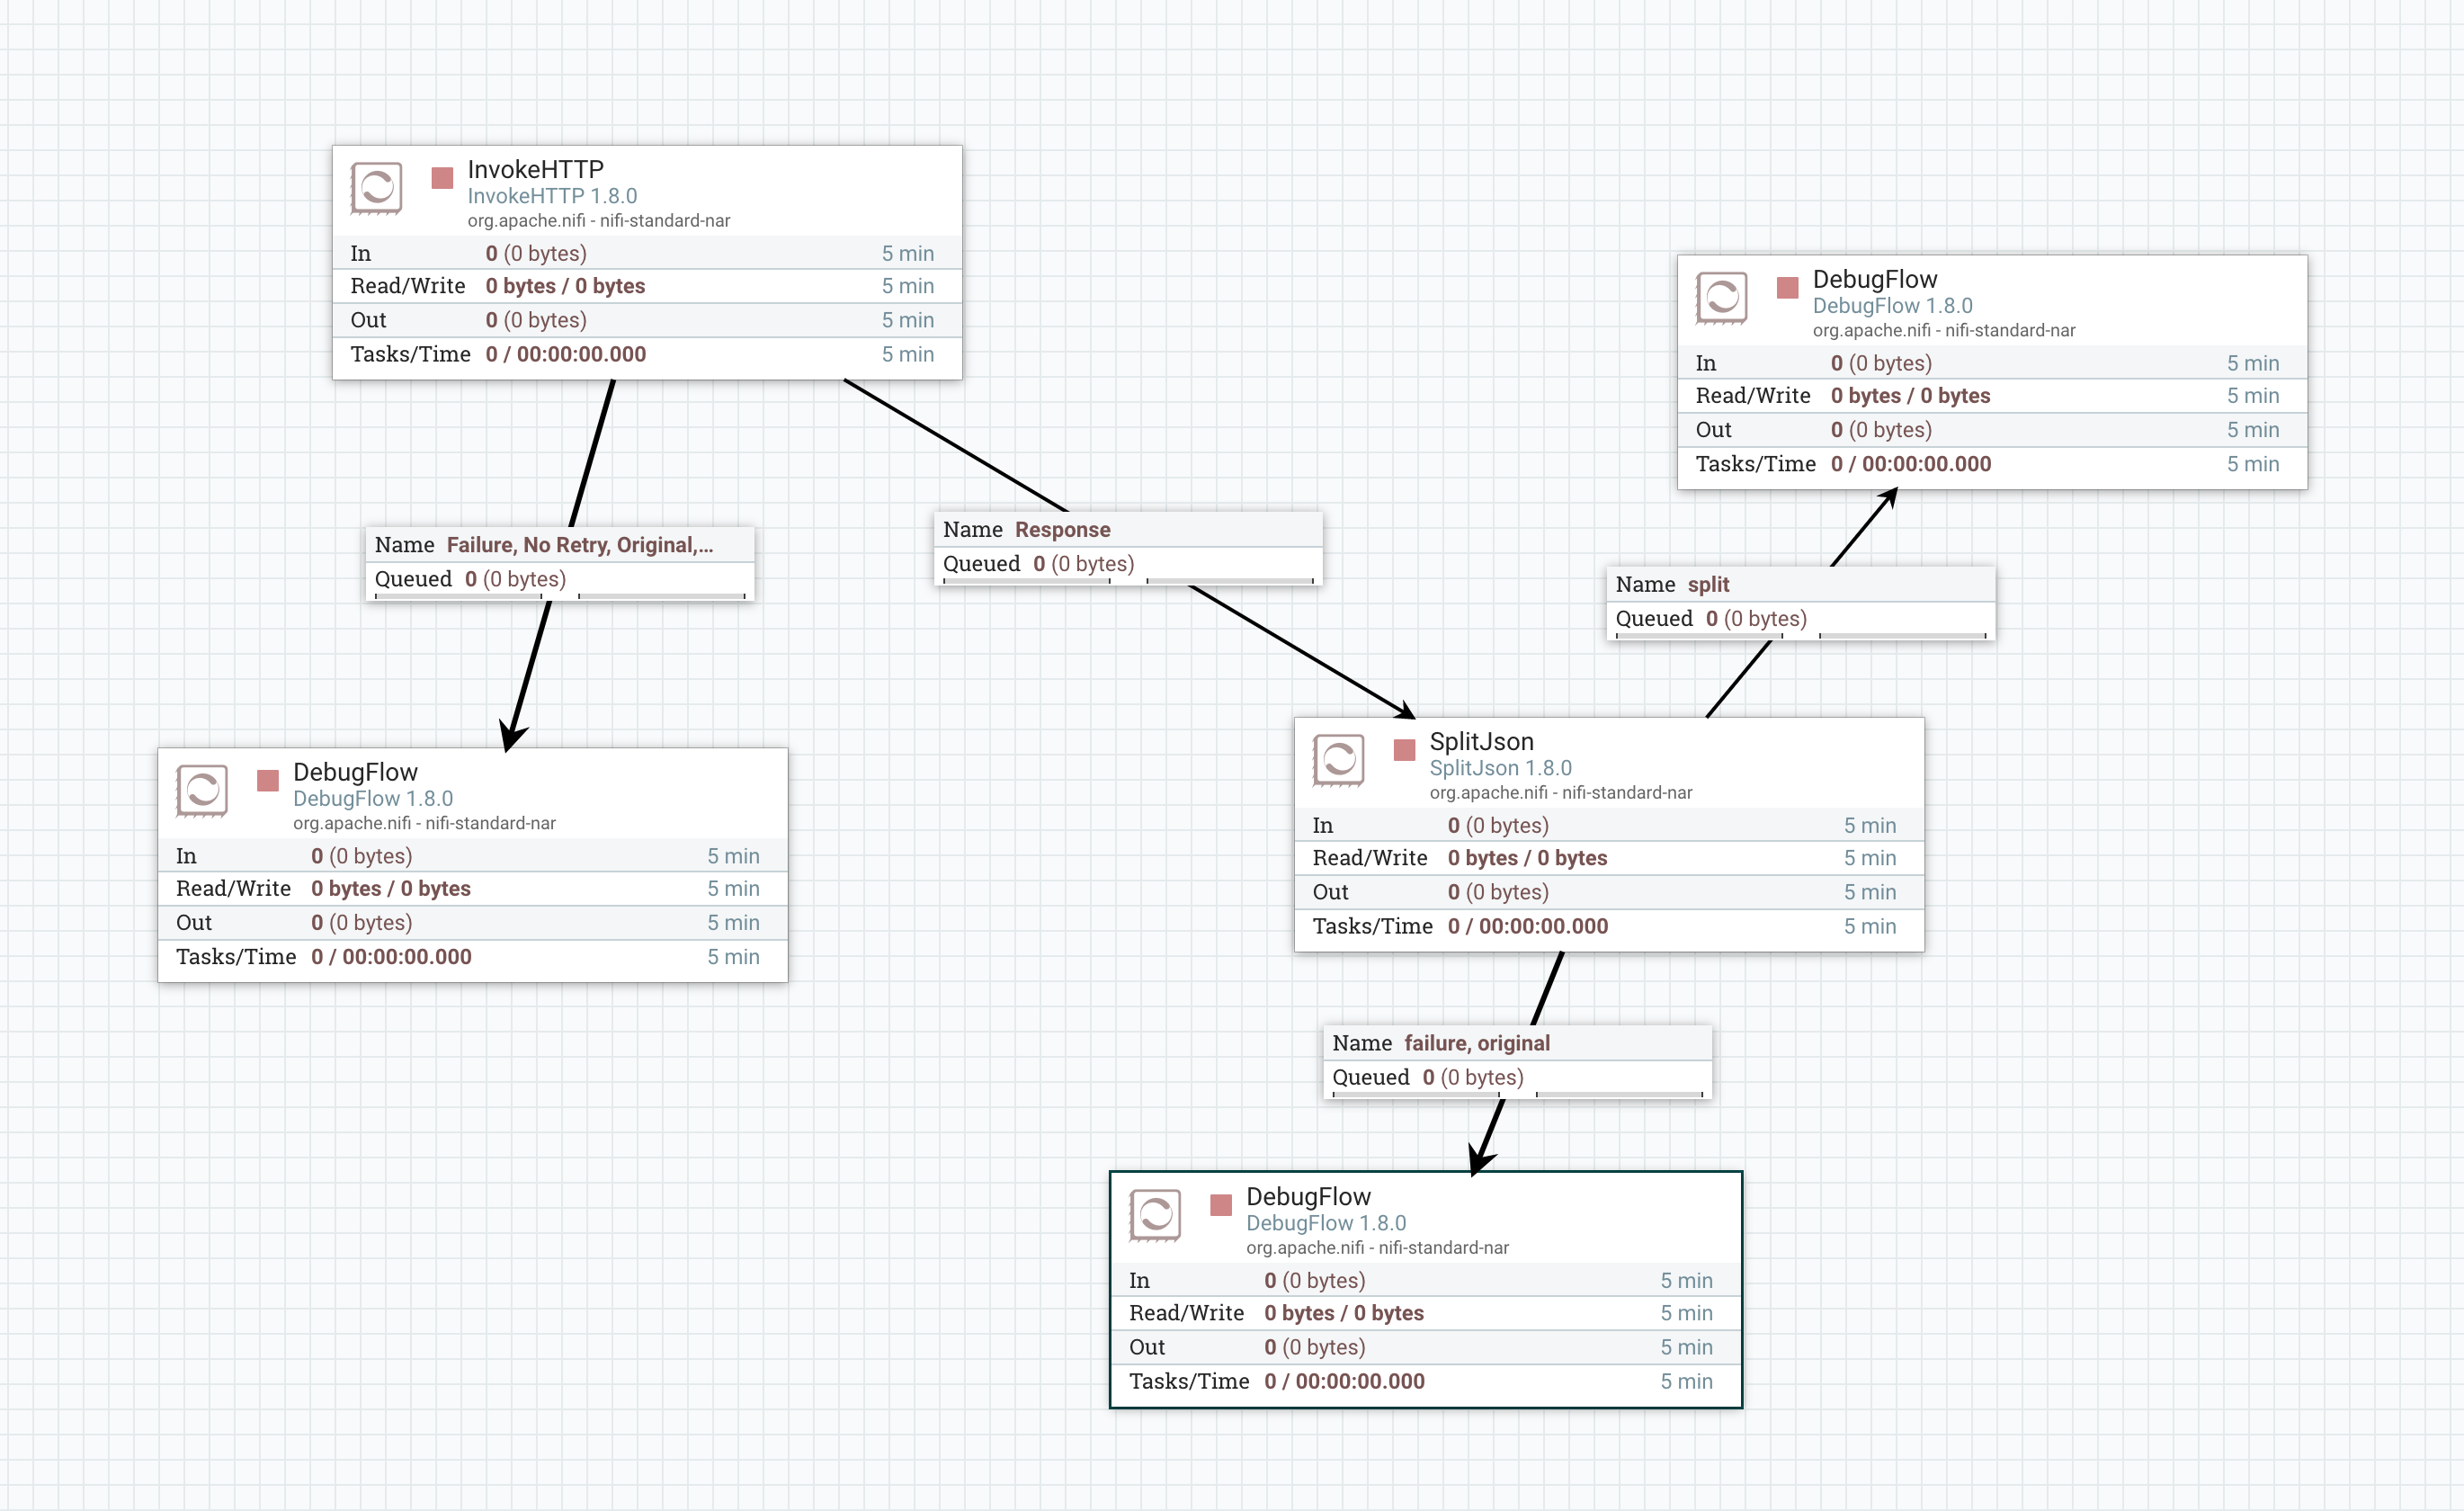 InvokeHTTP
InvokeHTTP 1.8.0
org.apache.nifi - nifi-standard-nar
In 0 (0 bytes) 5 min
Read/Write 0 bytes / 0 bytes 5 min
Out 0 (0 bytes) 5 min
Tasks/Time 0 / 00:00:00.000 5 min
DebugFlow
DebugFlow 1.8.0
org.apache.nifi - nifi-standard-nar
In 0 (0 bytes) 5 min
Read/Write 0 bytes / 0 bytes 5 min
Out 0 (0 bytes) 5 min
Tasks/Time 0 / 00:00:00.000 5 min
Name Failure, No Retry, Original,...
Queued 0 (0 bytes)
Name Response
Queued 0 (0 bytes)
Name split
Queued 0 (0 bytes)
DebugFlow
DebugFlow 1.8.0
org.apache.nifi - nifi-standard-nar
In 0 (0 bytes) 5 min
Read/Write 0 bytes / 0 bytes 5 min
Out 0 (0 bytes) 5 min
Tasks/Time 0 / 00:00:00.000 5 min
SplitJson
SplitJson 1.8.0
org.apache.nifi - nifi-standard-nar
In 0 (0 bytes) 5 min
Read/Write 0 bytes / 0 bytes 5 min
Out 0 (0 bytes) 5 min
Tasks/Time 0 / 00:00:00.000 5 min
Name failure, original
Queued 0 (0 bytes)
DebugFlow
DebugFlow 1.8.0
org.apache.nifi - nifi-standard-nar
In 0 (0 bytes) 5 min
Read/Write 0 bytes / 0 bytes 5 min
Out 0 (0 bytes) 5 min
Tasks/Time 0 / 00:00:00.000 5 min